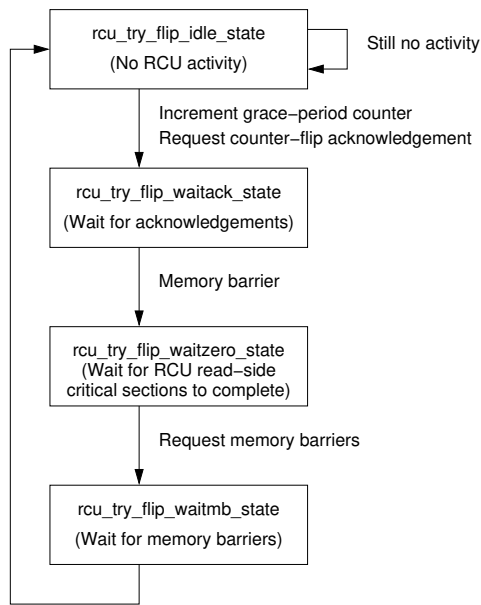 rcu_try_flip_idle_state
(No RCU activity)
Still no activity
Increment grace−period counter
Request counter−flip acknowledgement
rcu_try_flip_waitack_state
(Wait for acknowledgements)
Memory barrier
rcu_try_flip_waitzero_state
(Wait for RCU read−side
critical sections to complete)
Request memory barriers
rcu_try_flip_waitmb_state
(Wait for memory barriers)